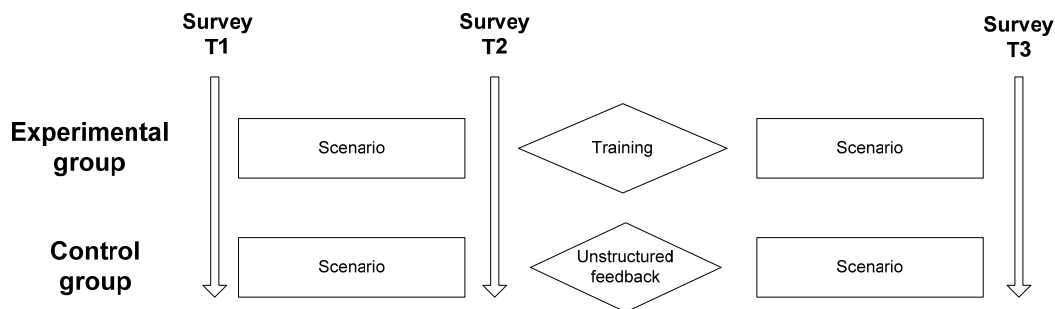 Survey
T1
Survey
T2
Survey
T3
Experimental
group
Scenario
Training
Scenario
Control
group
Scenario
Unstructured
feedback
Scenario